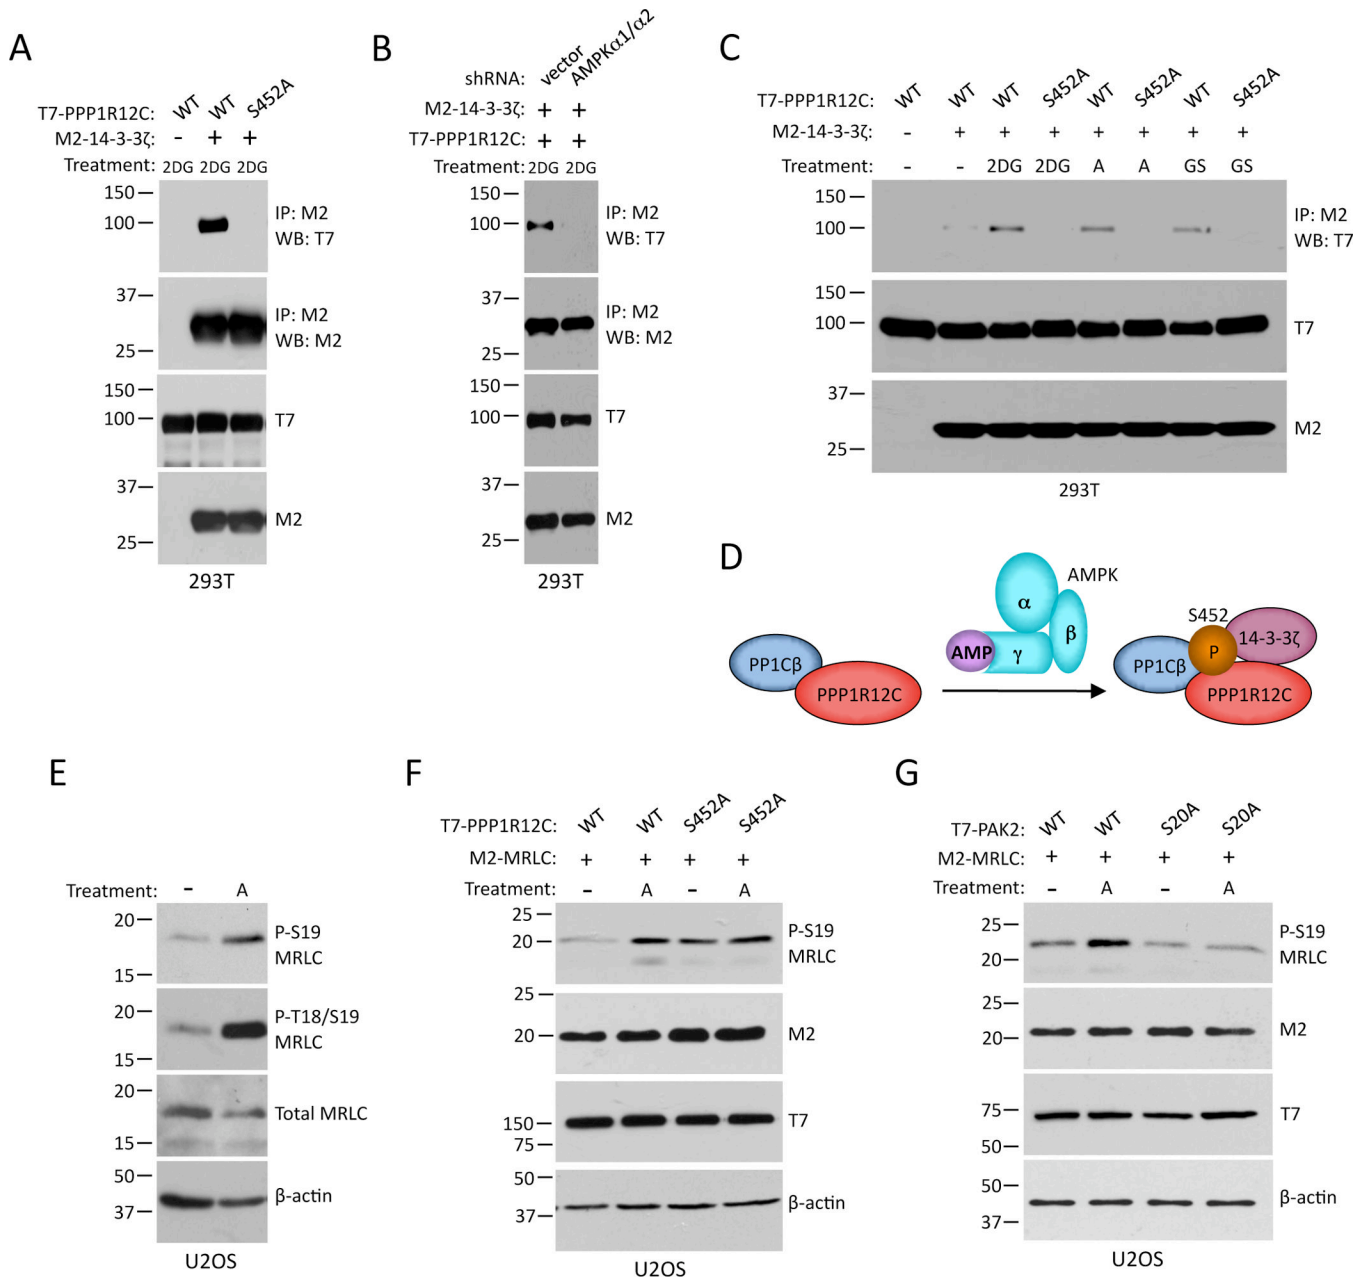 A
T7-PPP1R12C: WT WT S452A
M2-14-3-3ζ: - + +
Treatment: 2DG 2DG 2DG
150
100
IP: M2
WB: T7
37
25
IP: M2
WB: M2
150
100
T7
37
25
M2
293T
B
shRNA: vector AMPKα1/α2
M2-14-3-3ζ: + +
T7-PPP1R12C: + +
Treatment: 2DG 2DG
150
100
IP: M2
WB: T7
37
25
IP: M2
WB: M2
150
100
T7
37
25
M2
293T
C
T7-PPP1R12C: WT WT WT S452A WT S452A WT S452A
M2-14-3-3ζ: - + + + + + + +
Treatment: - - 2DG 2DG A A GS GS
150
100
IP: M2
WB: T7
150
100
T7
37
25
M2
293T
D
PP1Cβ
PPP1R12C
AMPK
α
β
γ
AMP
S452
P
14-3-3ζ
PP1Cβ
PPP1R12C
E
Treatment: - A
20
15
P-S19
MRLC
20
15
P-T18/S19
MRLC
20
15
Total MRLC
50
37
β-actin
U2OS
F
T7-PPP1R12C: WT WT S452A S452A
M2-MRLC: + + + +
Treatment: - A - A
25
20
P-S19
MRLC
25
20
M2
150
75
T7
50
37
β-actin
U2OS
G
T7-PAK2: WT WT S20A S20A
M2-MRLC: + + + +
Treatment: - A - A
25
20
P-S19
MRLC
25
20
M2
75
50
T7
50
37
β-actin
U2OS